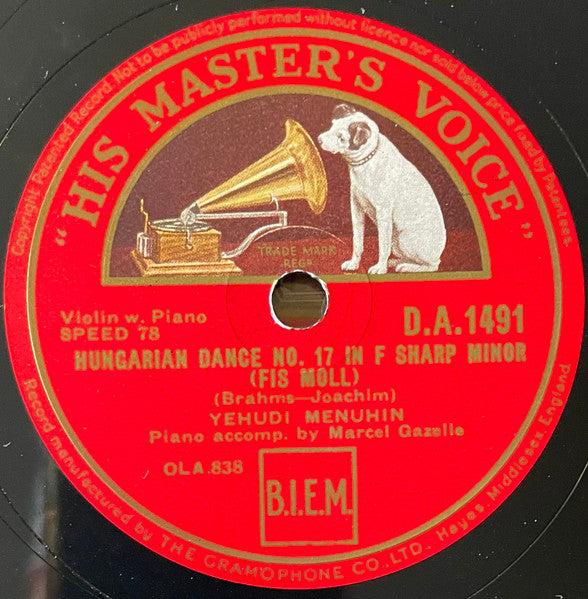 Copyright Patented Record. Not to be publicly performed without licence nor sold below price fixed by Patentees.
"HIS MASTER'S VOICE"
TRADE MARK
REGD
Violin w. Piano
SPEED 78
D.A.1491
HUNGARIAN DANCE NO. 17 IN F SHARP MINOR
(FIS MOLL)
(Brahms—Joachim)
YEHUDI MENUHIN
Piano accomp. by Marcel Gazelle
OLA.838
B.I.E.M.
Record manufactured by THE GRAMOPHONE CO., LTD., Hayes, Middlesex, England